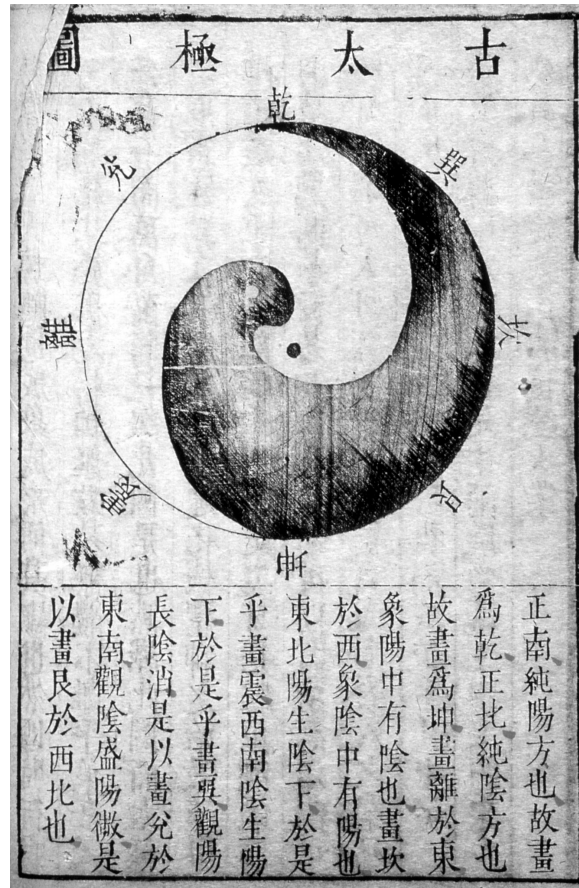 古太極圖
乾
巽
坎
艮
坤
震
離
兌
正南純陽方也故畫
爲乾正北純陰方也
故畫爲坤畫離於東
象陽中有陰也畫坎
於西象陰中有陽也
東北陽生陰下於是
乎畫震西南陰生陽
下於是乎畫巽觀陽
長陰消是以畫兌於
東南觀陰盛陽微是
以畫艮於西北也